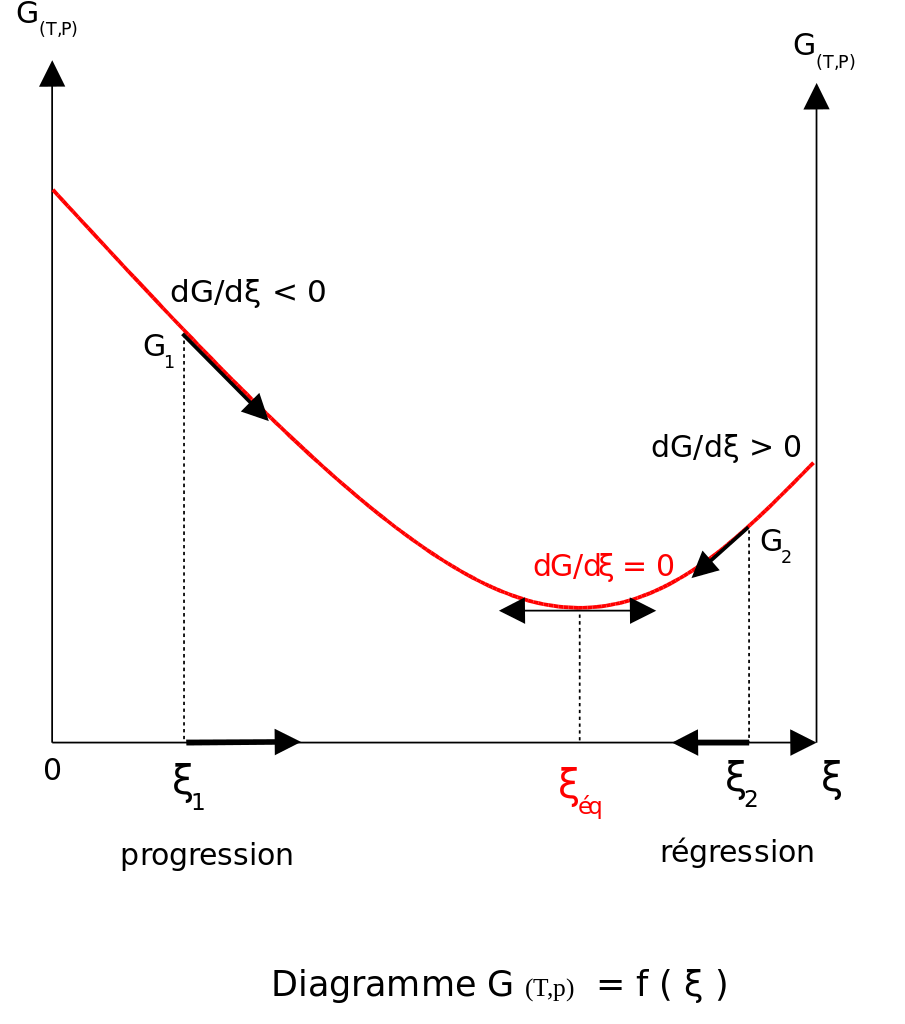 G(T,P)
G(T,P)
dG/dξ < 0
G1
dG/dξ > 0
G2
dG/dξ = 0
0
ξ1
ξéq
ξ2
ξ
progression
régression
Diagramme G (T,p) = f ( ξ )